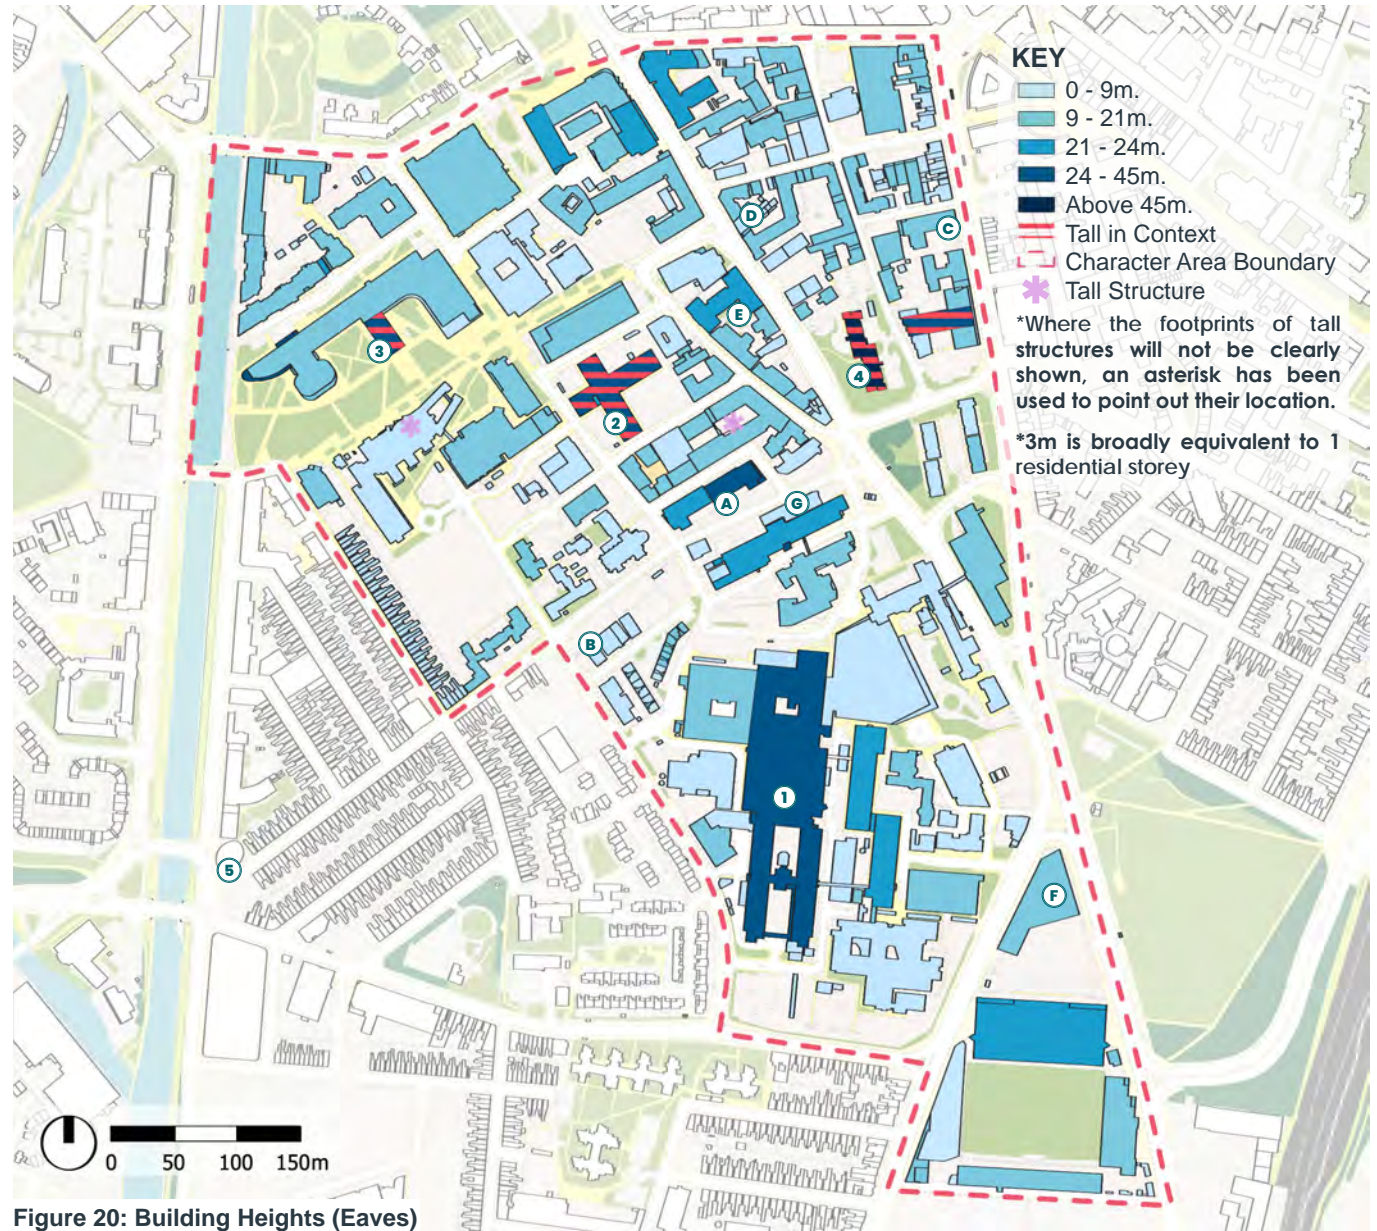 KEY
0 - 9m.
9 - 21m.
21 - 24m.
24 - 45m.
Above 45m.
Tall in Context
Character Area Boundary
Tall Structure
*Where the footprints of tall
structures will not be clearly
shown, an asterisk has been
used to point out their location.
*3m is broadly equivalent to 1
residential storey
D
C
E
3
4
2
A
G
B
1
5
F
0 50 100 150m
Figure 20: Building Heights (Eaves)